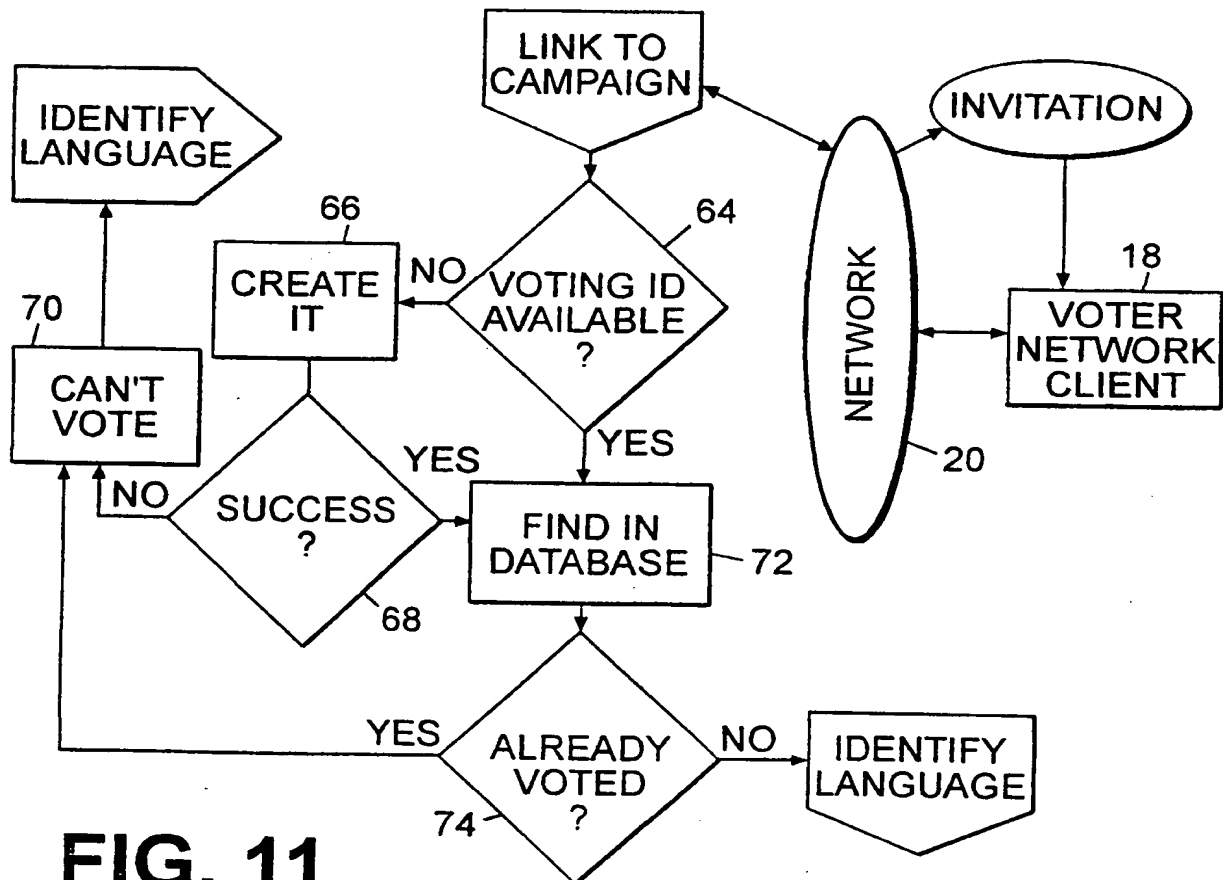 LINK TO
CAMPAIGN
IDENTIFY
LANGUAGE
INVITATION
66
64
CREATE
IT
NO
VOTING ID
AVAILABLE
?
NETWORK
18
VOTER
NETWORK
CLIENT
70
CAN'T
VOTE
YES
YES
20
NO
SUCCESS
?
FIND IN
DATABASE
72
68
YES
ALREADY
VOTED
?
NO
IDENTIFY
LANGUAGE
74
FIG. 11